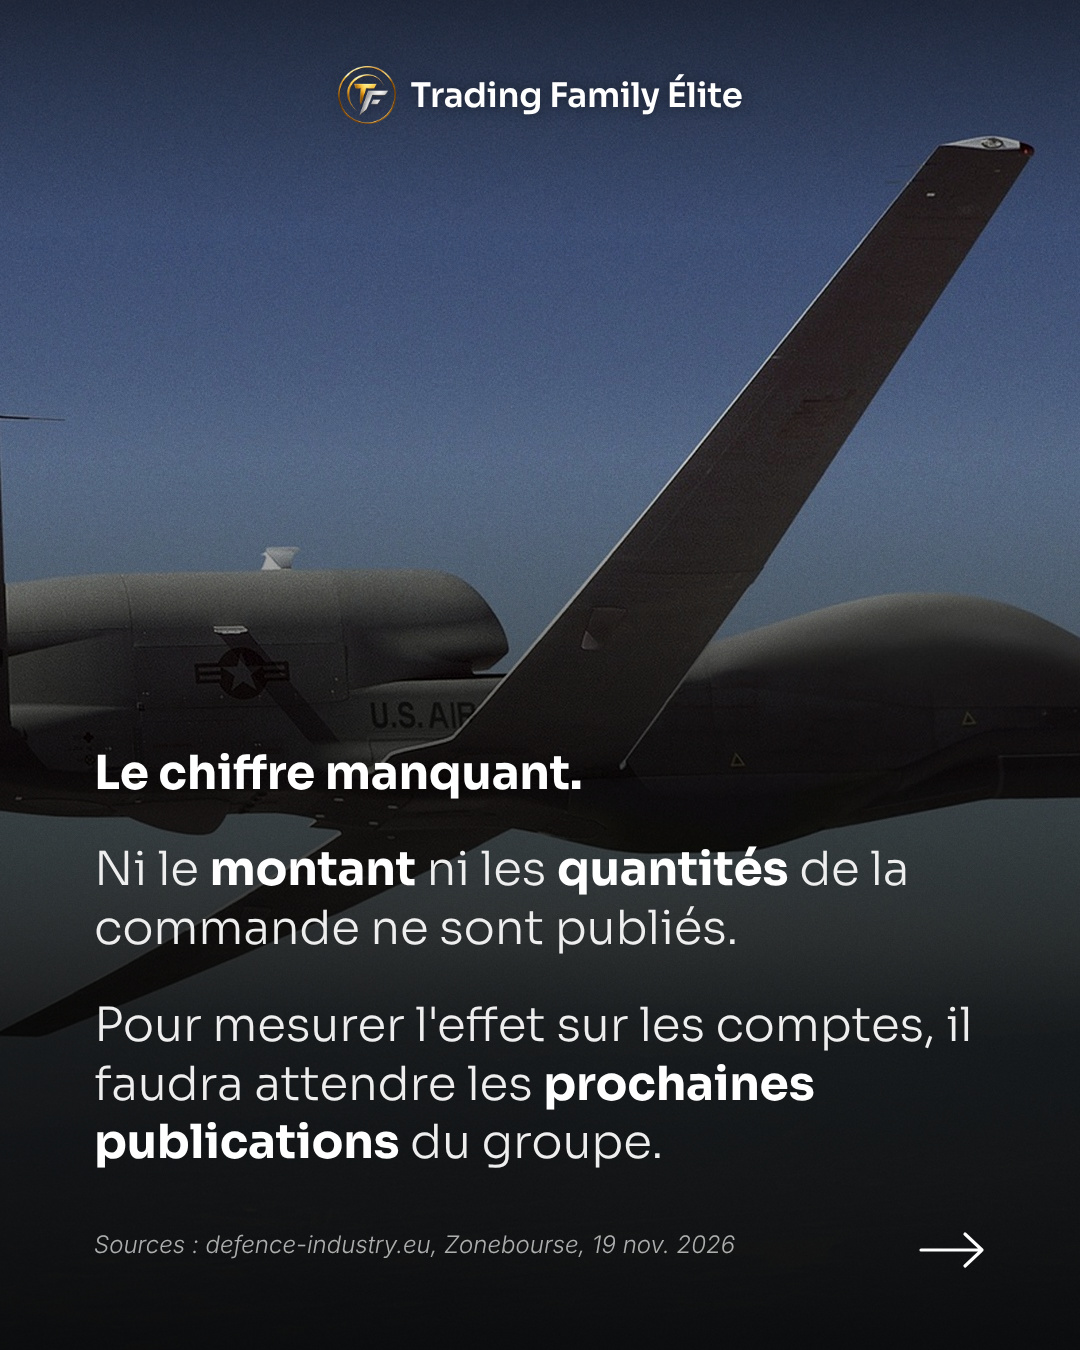 Trading Family Élite
U.S. AIR
Le chiffre manquant.
Ni le montant ni les quantités de la
commande ne sont publiés.
Pour mesurer l'effet sur les comptes, il
faudra attendre les prochaines
publications du groupe.
Sources : defence-industry.eu, Zonebourse, 19 nov. 2026